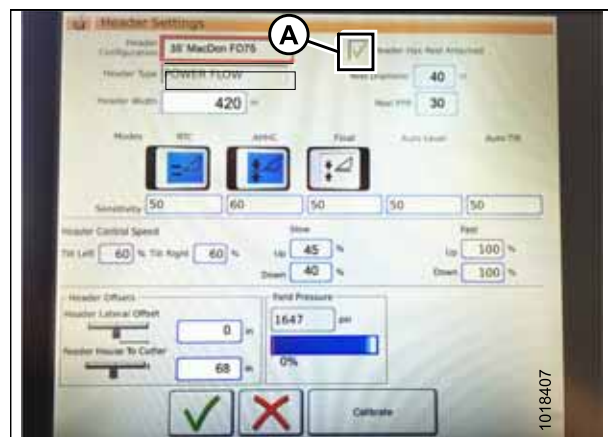 Header Settings
A
Header Configuration 38' MacDon FD75 Header Has Reel Attached
Header Type POWER FLOW Reel Diameter 40 in
Header Width 420 in Reel PPR 30
Modes RTC AHHC Float Auto Level Auto Tilt
Sensitivity 50 60 50 50 50
Header Control Speed Slow Fast
Tilt Left 60 % Tilt Right 60 % Up 45 % Up 100 %
Down 40 % Down 100 %
Header Offsets Field Pressure
Header Lateral Offset 1647 psi
0 in
Feeder House To Cutter 0%
68 in
Calibrate
1018407